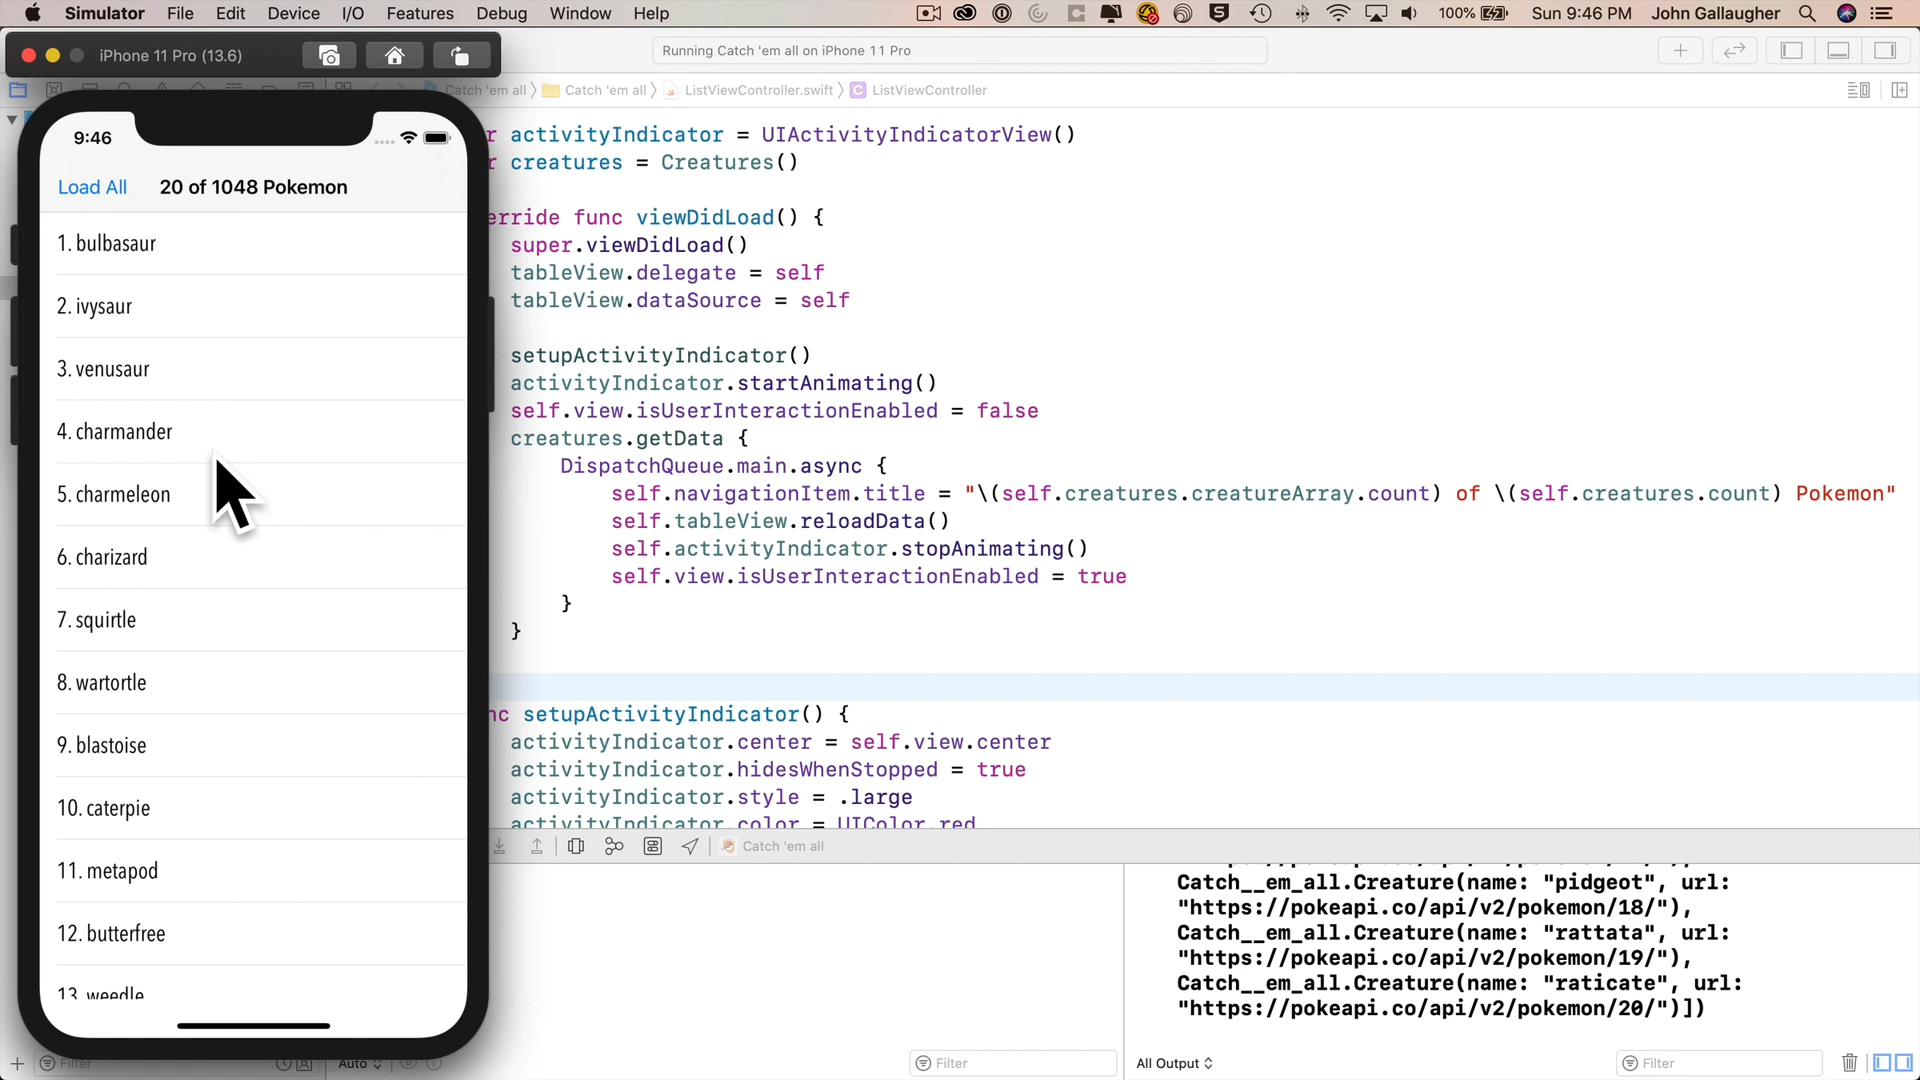 Simulator File Edit Device I/O Features Debug Window Help
100% Sun 9:46 PM John Gallaugher
iPhone 11 Pro (13.6)
Running Catch 'em all on iPhone 11 Pro
Catch 'em all Catch 'em all ListViewController.swift C ListViewController
9:46
Load All 20 of 1048 Pokemon
1. bulbasaur
2. ivysaur
3. venusaur
4. charmander
5. charmeleon
6. charizard
7. squirtle
8. wartortle
9. blastoise
10. caterpie
11. metapod
12. butterfree
13. weedle
r activityIndicator = UIActivityIndicatorView()
r creatures = Creatures()
erride func viewDidLoad() {
super.viewDidLoad()
tableView.delegate = self
tableView.dataSource = self
setupActivityIndicator()
activityIndicator.startAnimating()
self.view.isUserInteractionEnabled = false
creatures.getData {
DispatchQueue.main.async {
self.navigationItem.title = "\(self.creatures.creatureArray.count) of \(self.creatures.count) Pokemon"
self.tableView.reloadData()
self.activityIndicator.stopAnimating()
self.view.isUserInteractionEnabled = true
}
}
nc setupActivityIndicator() {
activityIndicator.center = self.view.center
activityIndicator.hidesWhenStopped = true
activityIndicator.style = .large
activityIndicator.color = UIColor.red
Catch 'em all
Catch__em_all.Creature(name: "pidgeot", url:
"https://pokeapi.co/api/v2/pokemon/18/"),
Catch__em_all.Creature(name: "rattata", url:
"https://pokeapi.co/api/v2/pokemon/19/"),
Catch__em_all.Creature(name: "raticate", url:
"https://pokeapi.co/api/v2/pokemon/20/")])
Filter Auto Filter All Output Filter